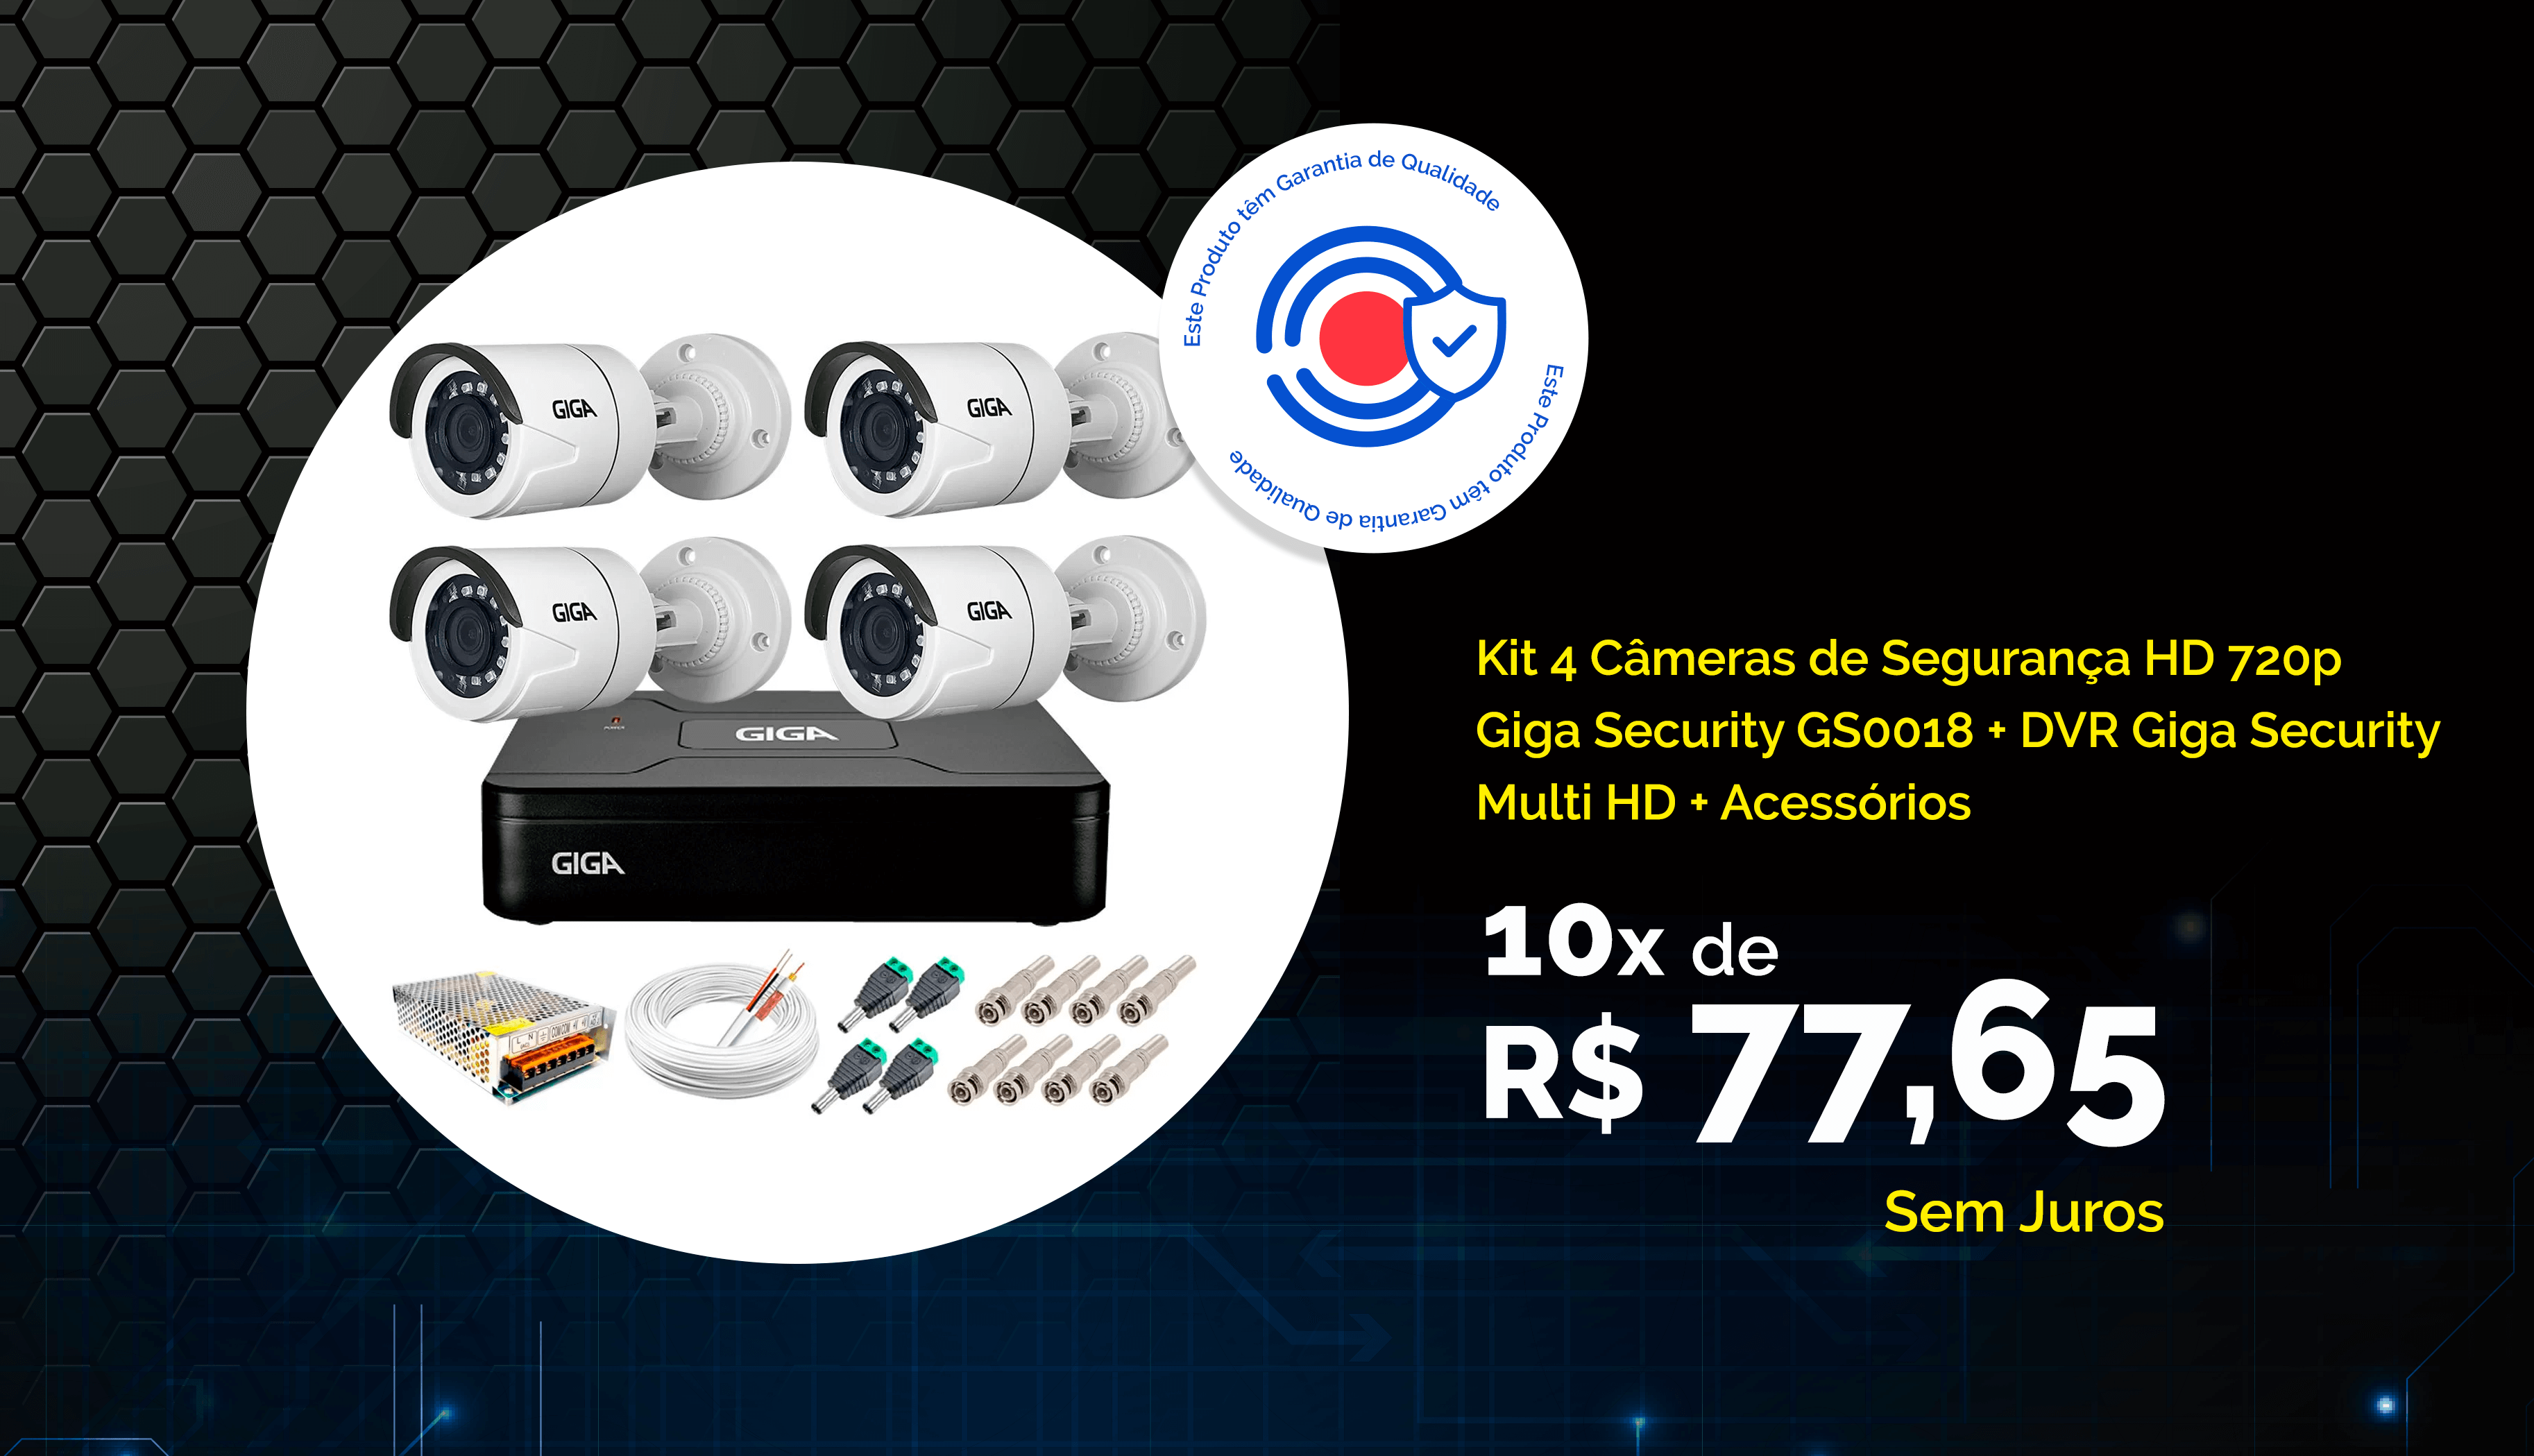 Este Produto têm Garantia de Qualidade
Este Produto têm Garantia de Qualidade
GIGA
GIGA
GIGA
GIGA
GIGA
GIGA
Kit 4 Câmeras de Segurança HD 720p
Giga Security GS0018 + DVR Giga Security
Multi HD + Acessórios
10x de
R$ 77,65
Sem Juros